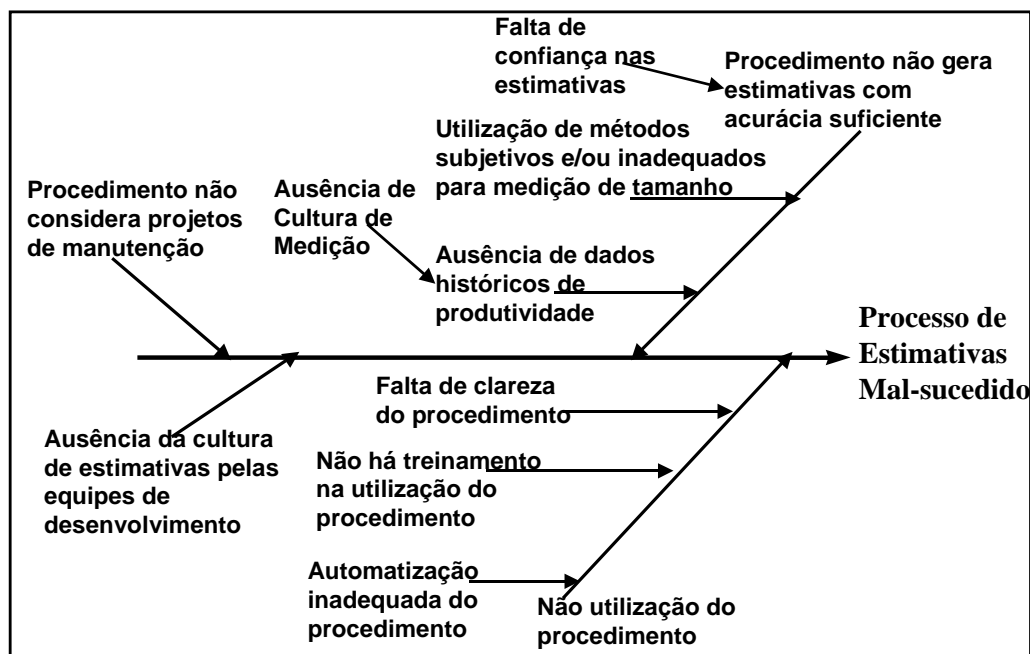 Falta de
confiança nas
estimativas
Procedimento não gera
estimativas com
acurácia suficiente
Utilização de métodos
subjetivos e/ou inadequados
para medição de tamanho
Procedimento não
considera projetos
de manutenção
Ausência de
Cultura de
Medição
Ausência de dados
históricos de
produtividade
Processo de
Estimativas
Mal-sucedido
Falta de clareza
do procedimento
Ausência da cultura
de estimativas pelas
equipes de
desenvolvimento
Não há treinamento
na utilização do
procedimento
Automatização
inadequada do
procedimento
Não utilização do
procedimento